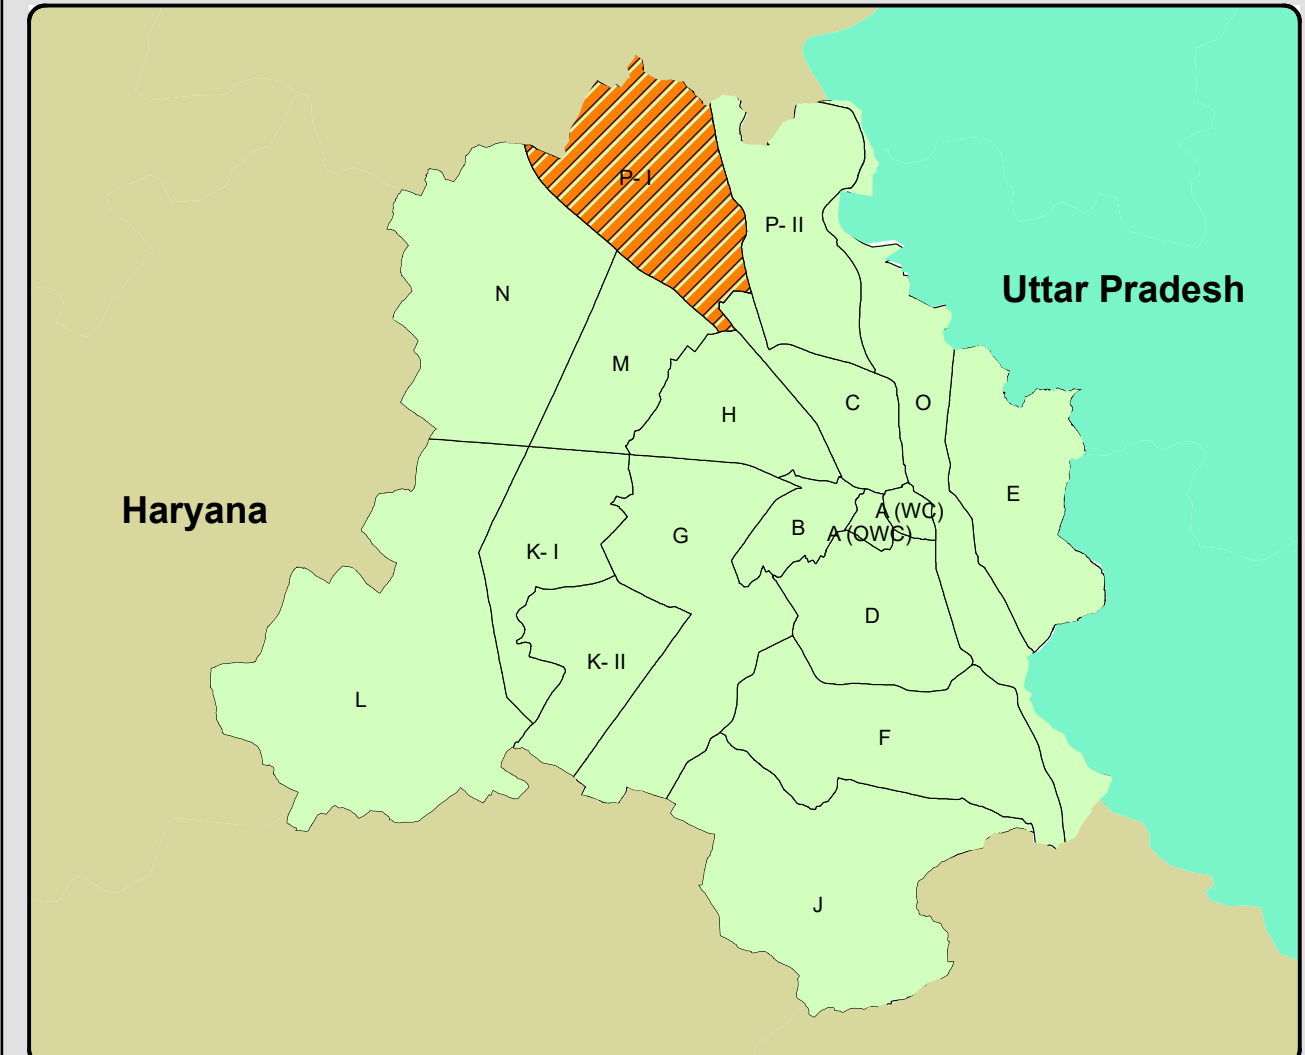 P- I
P- II
Uttar Pradesh
N
M
C
O
H
E
Haryana
A (WC)
B
A (OWC)
G
K- I
D
K- II
L
F
J